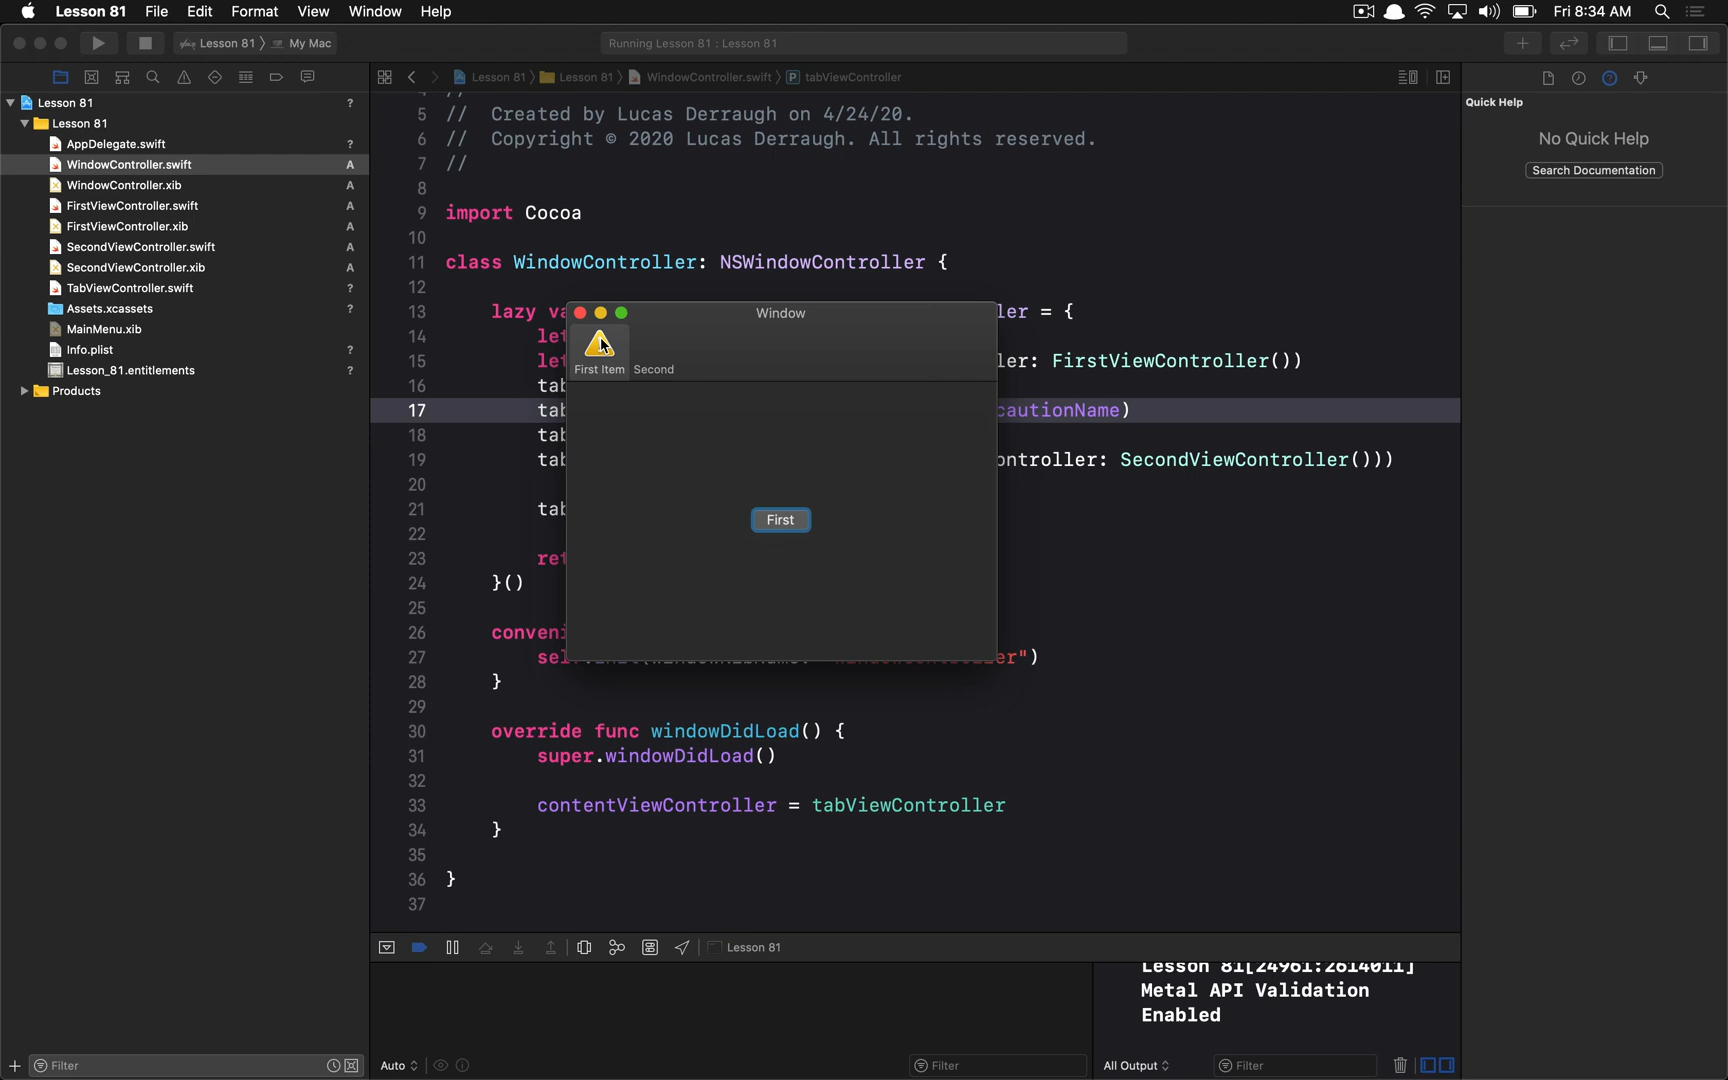 Lesson 81 File Edit Format View Window Help Fri 8:34 AM
Lesson 81 My Mac Running Lesson 81 : Lesson 81
Lesson 81 Lesson 81 WindowController.swift P tabViewController
Quick Help
No Quick Help
Search Documentation
Lesson 81 ?
Lesson 81
AppDelegate.swift ?
WindowController.swift A
WindowController.xib A
FirstViewController.swift A
FirstViewController.xib A
SecondViewController.swift A
SecondViewController.xib A
TabViewController.swift ?
Assets.xcassets
MainMenu.xib
Info.plist ?
Lesson_81.entitlements ?
Products
5 // Created by Lucas Derraugh on 4/24/20.
6 // Copyright © 2020 Lucas Derraugh. All rights reserved.
7 //
8
9 import Cocoa
10
11 class WindowController: NSWindowController {
12
13 lazy va ler = {
14 let
15 let ler: FirstViewController())
16 tab
17 tab cautionName)
18 tab
19 tab ontroller: SecondViewController()))
20
21 tab
22
23 ret
24 }()
25
26 conveni
27 er")
28 }
29
30 override func windowDidLoad() {
31 super.windowDidLoad()
32
33 contentViewController = tabViewController
34 }
35
36 }
37
Window
First Item Second
First
Lesson 81
Lesson 81[24961:2614011]
Metal API Validation
Enabled
Filter Auto Filter All Output Filter